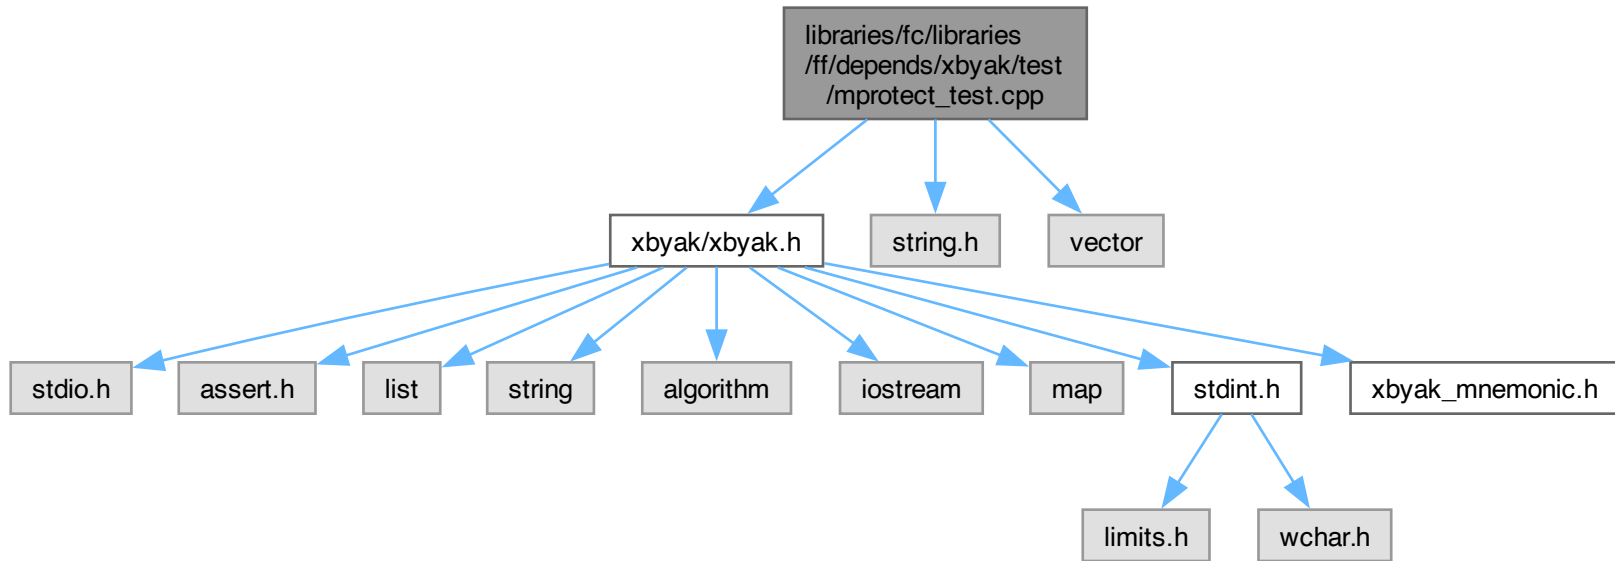 libraries/fc/libraries
/ff/depends/xbyak/test
/mprotect_test.cpp
xbyak/xbyak.h
string.h
vector
stdio.h
assert.h
list
string
algorithm
iostream
map
stdint.h
xbyak_mnemonic.h
limits.h
wchar.h